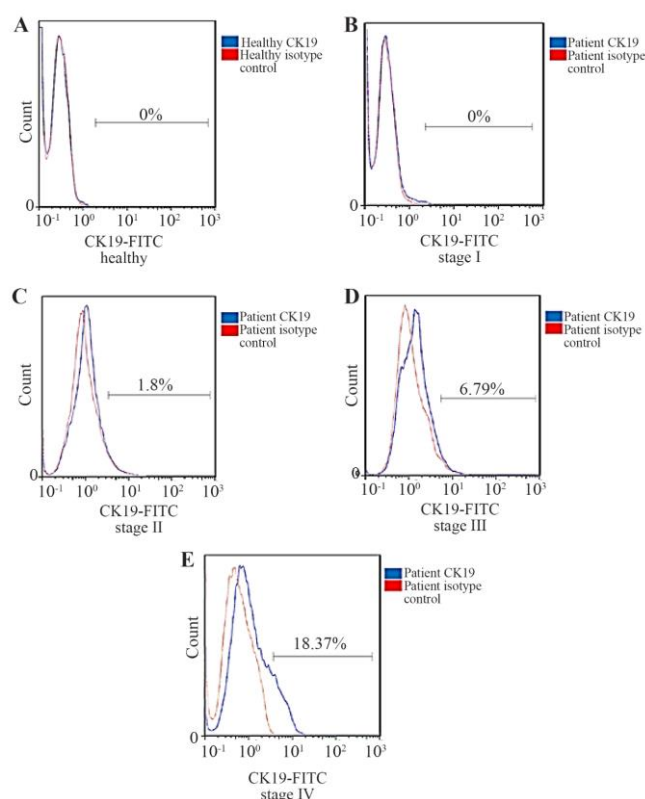 A
Healthy CK19
Healthy isotype
control
Count
0%
0
10-1 100 101 102 103
CK19-FITC
healthy
B
Patient CK19
Patient isotype
control
Count
0%
0
10-1 100 101 102 103
CK19-FITC
stage I
C
Patient CK19
Patient isotype
control
Count
1.8%
0
10-1 100 101 102 103
CK19-FITC
stage II
D
Patient CK19
Patient isotype
control
Count
6.79%
0
10-1 100 101 102 103
CK19-FITC
stage III
E
Patient CK19
Patient isotype
control
Count
18.37%
0
10-1 100 101 102 103
CK19-FITC
stage IV